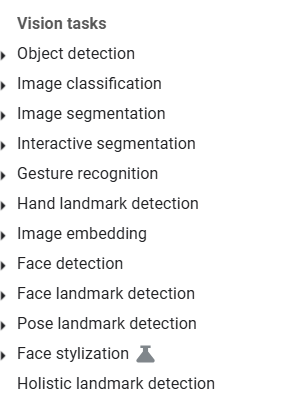 Vision tasks
Object detection
Image classification
Image segmentation
Interactive segmentation
Gesture recognition
Hand landmark detection
Image embedding
Face detection
Face landmark detection
Pose landmark detection
Face stylization
Holistic landmark detection